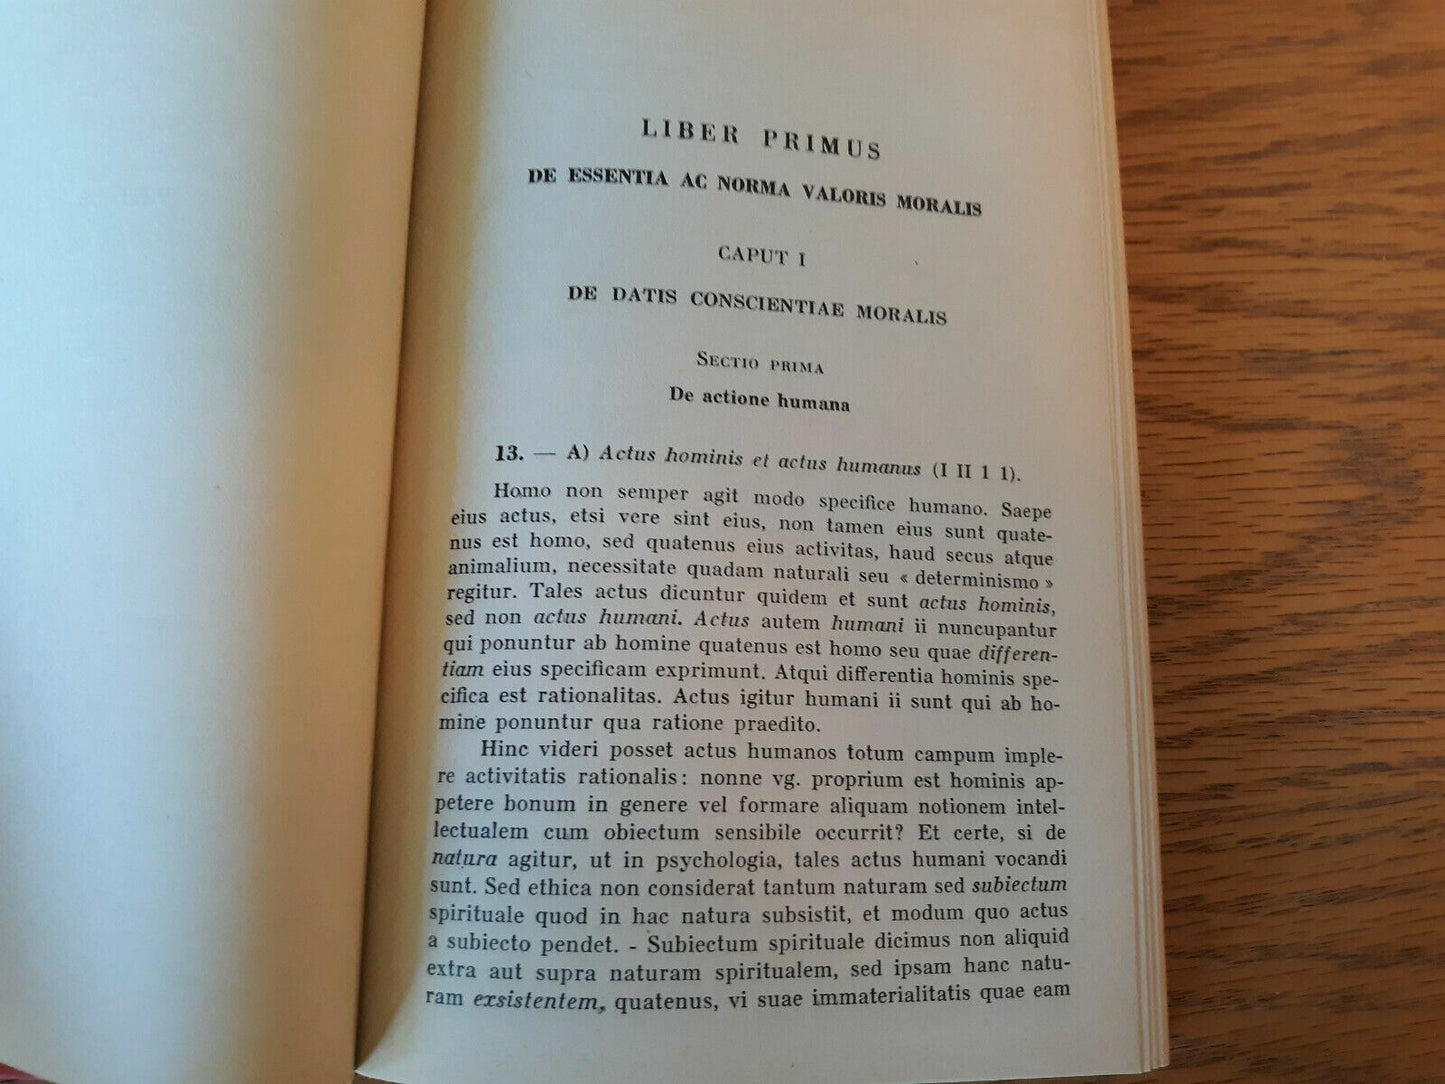 LIBER PRIMUS
DE ESSENTIA AC NORMA VALORIS MORALIS
CAPUT I
DE DATIS CONSCIENTIAE MORALIS
SECTIO PRIMA
De actione humana
13. — A) Actus hominis et actus humanus (I II 1 1).
Homo non semper agit modo specifice humano. Saepe
eius actus, etsi vere sint eius, non tamen eius sunt quate-
nus est homo, sed quatenus eius activitas, haud secus atque
animalium, necessitate quadam naturali seu « determinismo »
regitur. Tales actus dicuntur quidem et sunt actus hominis,
sed non actus humani. Actus autem humani ii nuncupantur
qui ponuntur ab homine quatenus est homo seu quae differen-
tiam eius specificam exprimunt. Atqui differentia hominis spe-
cifica est rationalitas. Actus igitur humani ii sunt qui ab ho-
mine ponuntur qua ratione praedito.
Hinc videri posset actus humanos totum campum imple-
re activitatis rationalis: nonne vg. proprium est hominis ap-
petere bonum in genere vel formare aliquam notionem intel-
lectualem cum obiectum sensibile occurrit? Et certe, si de
natura agitur, ut in psychologia, tales actus humani vocandi
sunt. Sed ethica non considerat tantum naturam sed subiectum
spirituale quod in hac natura subsistit, et modum quo actus
a subiecto pendet. - Subiectum spirituale dicimus non aliquid
extra aut supra naturam spiritualem, sed ipsam hanc natu-
ram exsistentem, quatenus, vi suae immaterialitatis quae eam